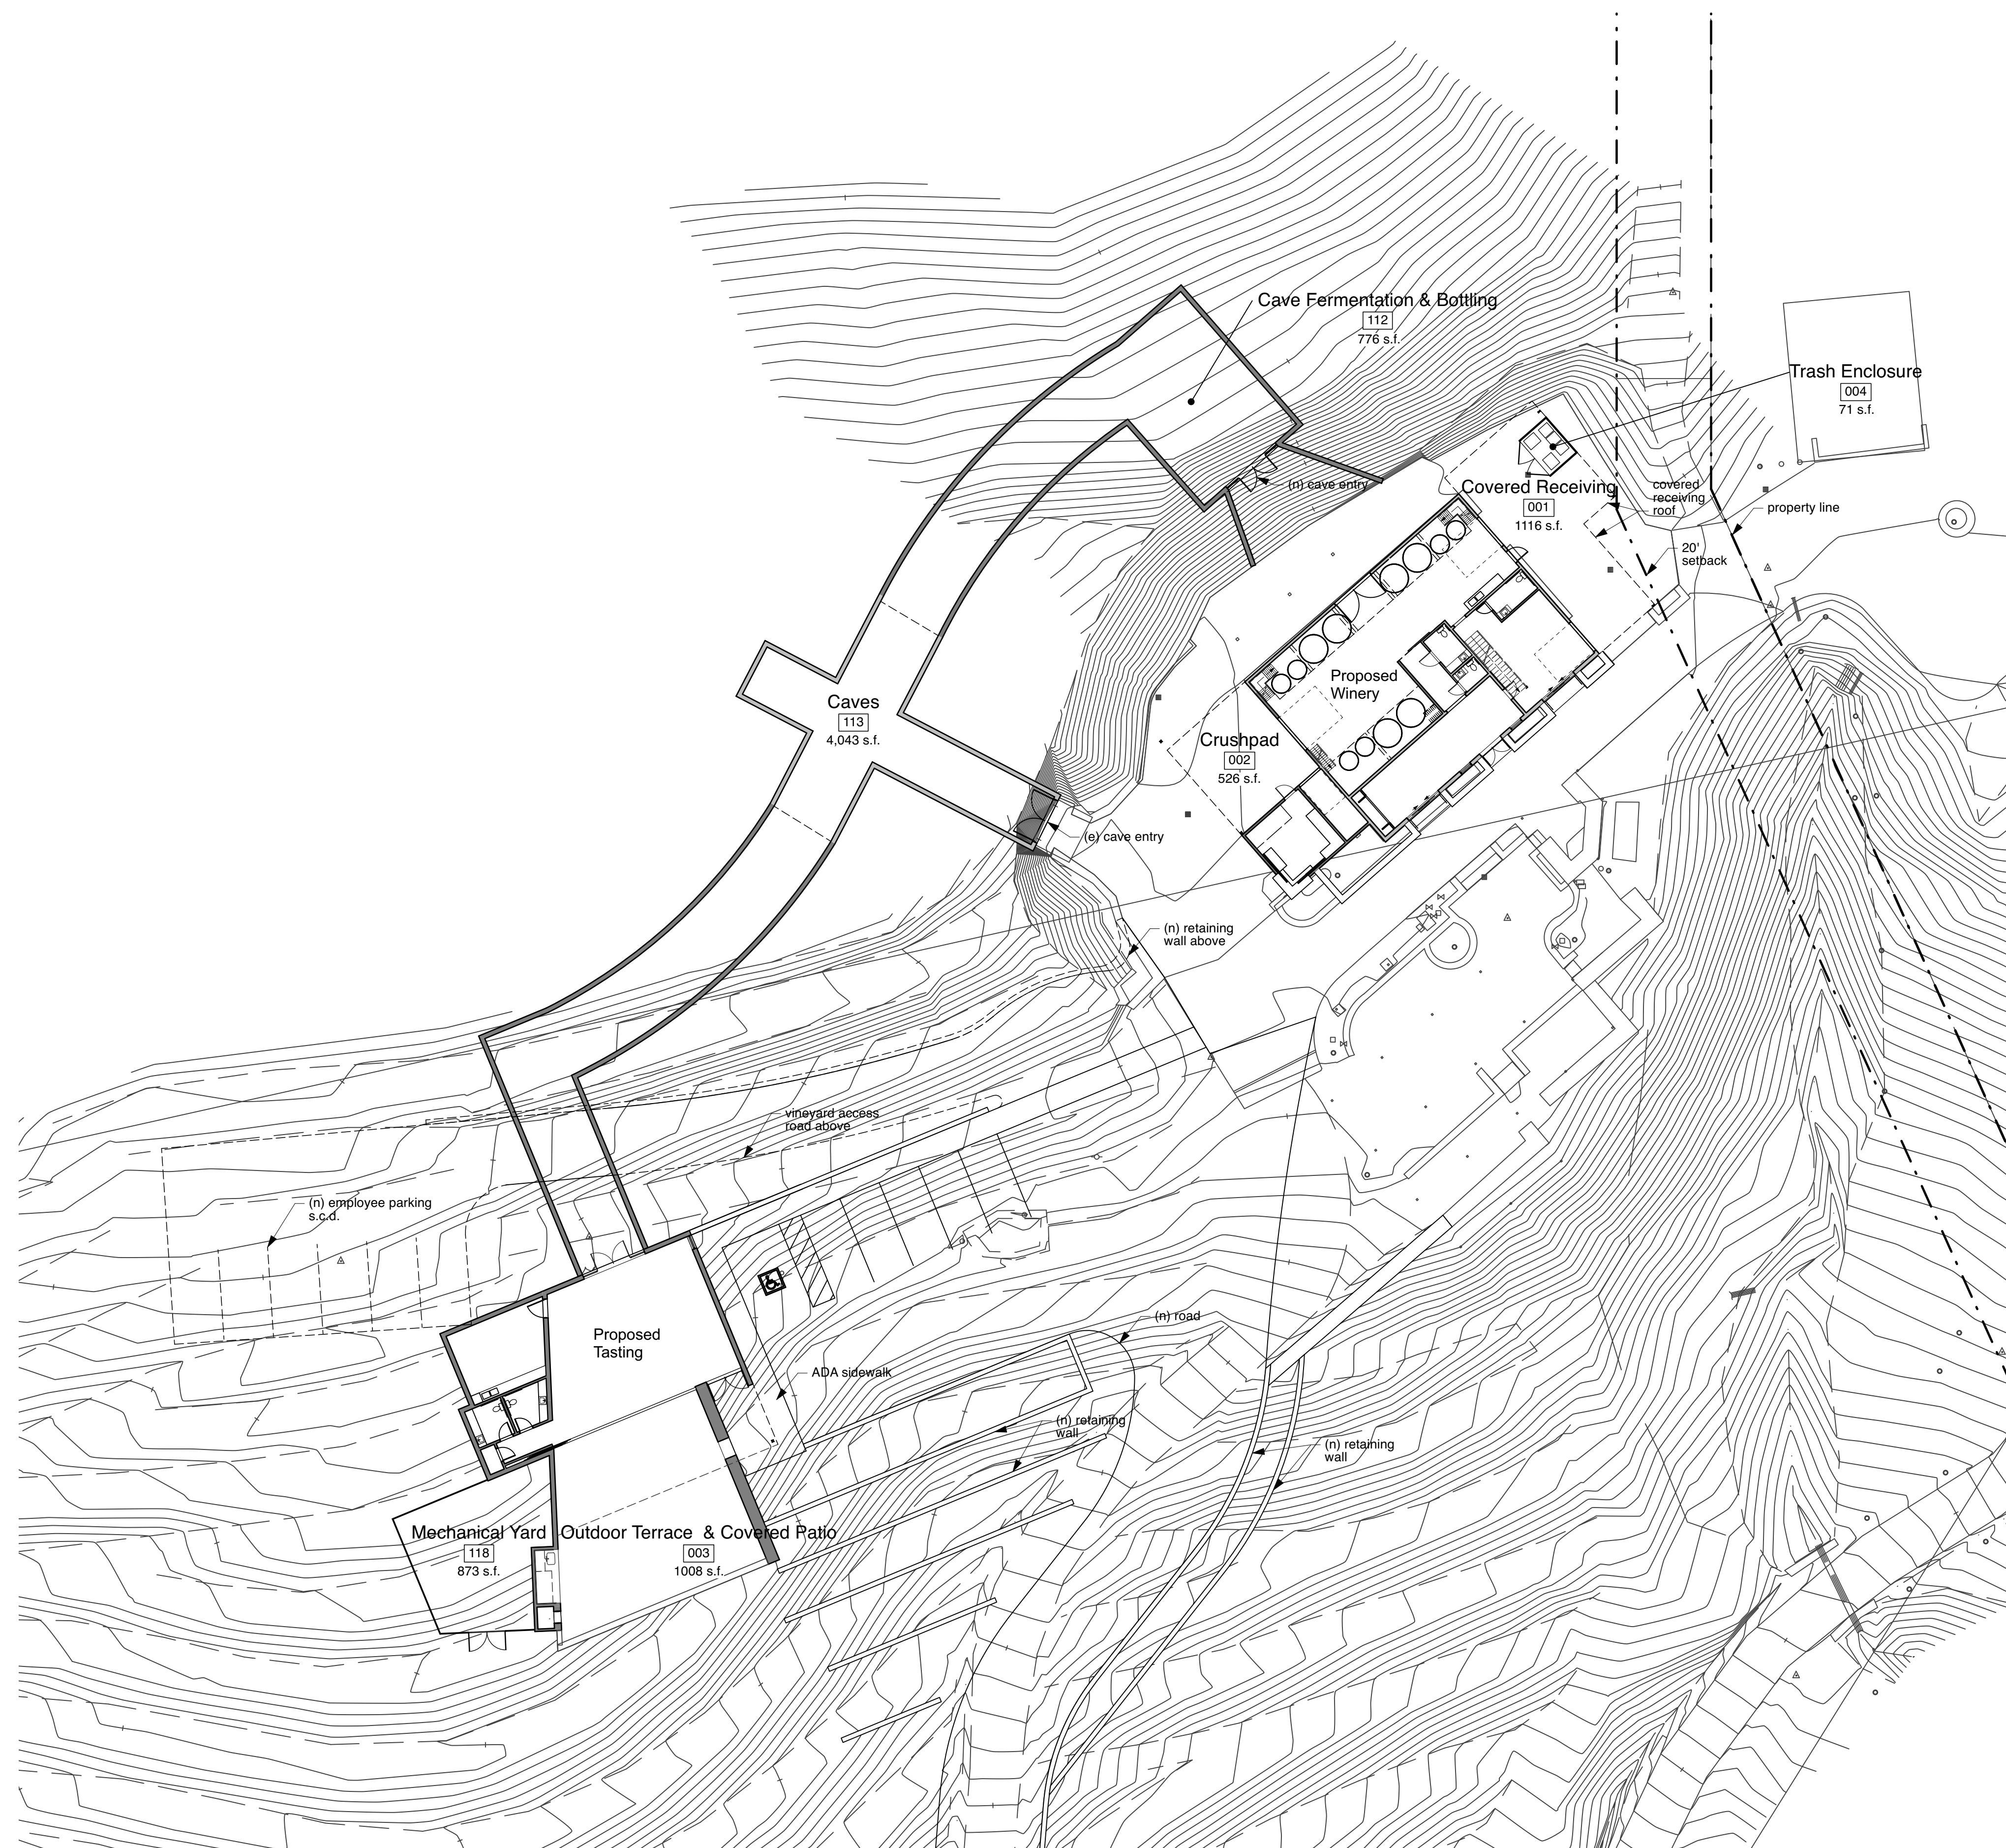 Cave Fermentation & Bottling
112
776 s.f.
Trash Enclosure
004
71 s.f.
(n) cave entry
Covered Receiving
001
1116 s.f.
covered
receiving
roof
property line
20'
setback
Proposed
Winery
Caves
113
4,043 s.f.
Crushpad
002
526 s.f.
(e) cave entry
(n) retaining
wall above
vineyard access
road above
(n) employee parking
s.c.d.
(n) road
Proposed
Tasting
ADA sidewalk
(n) retaining
wall
(n) retaining
wall
Mechanical Yard
118
873 s.f.
Outdoor Terrace & Covered Patio
003
1008 s.f.